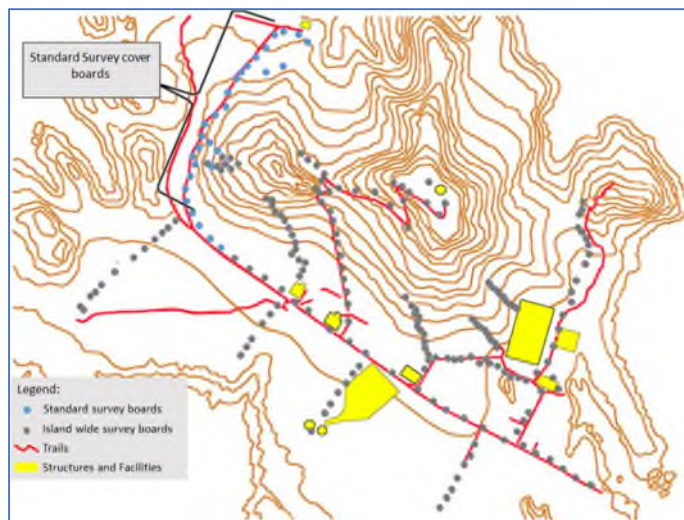 Standard Survey cover
boards
Legend:
Standard survey boards
Island wide survey boards
Trails
Structures and Facilities